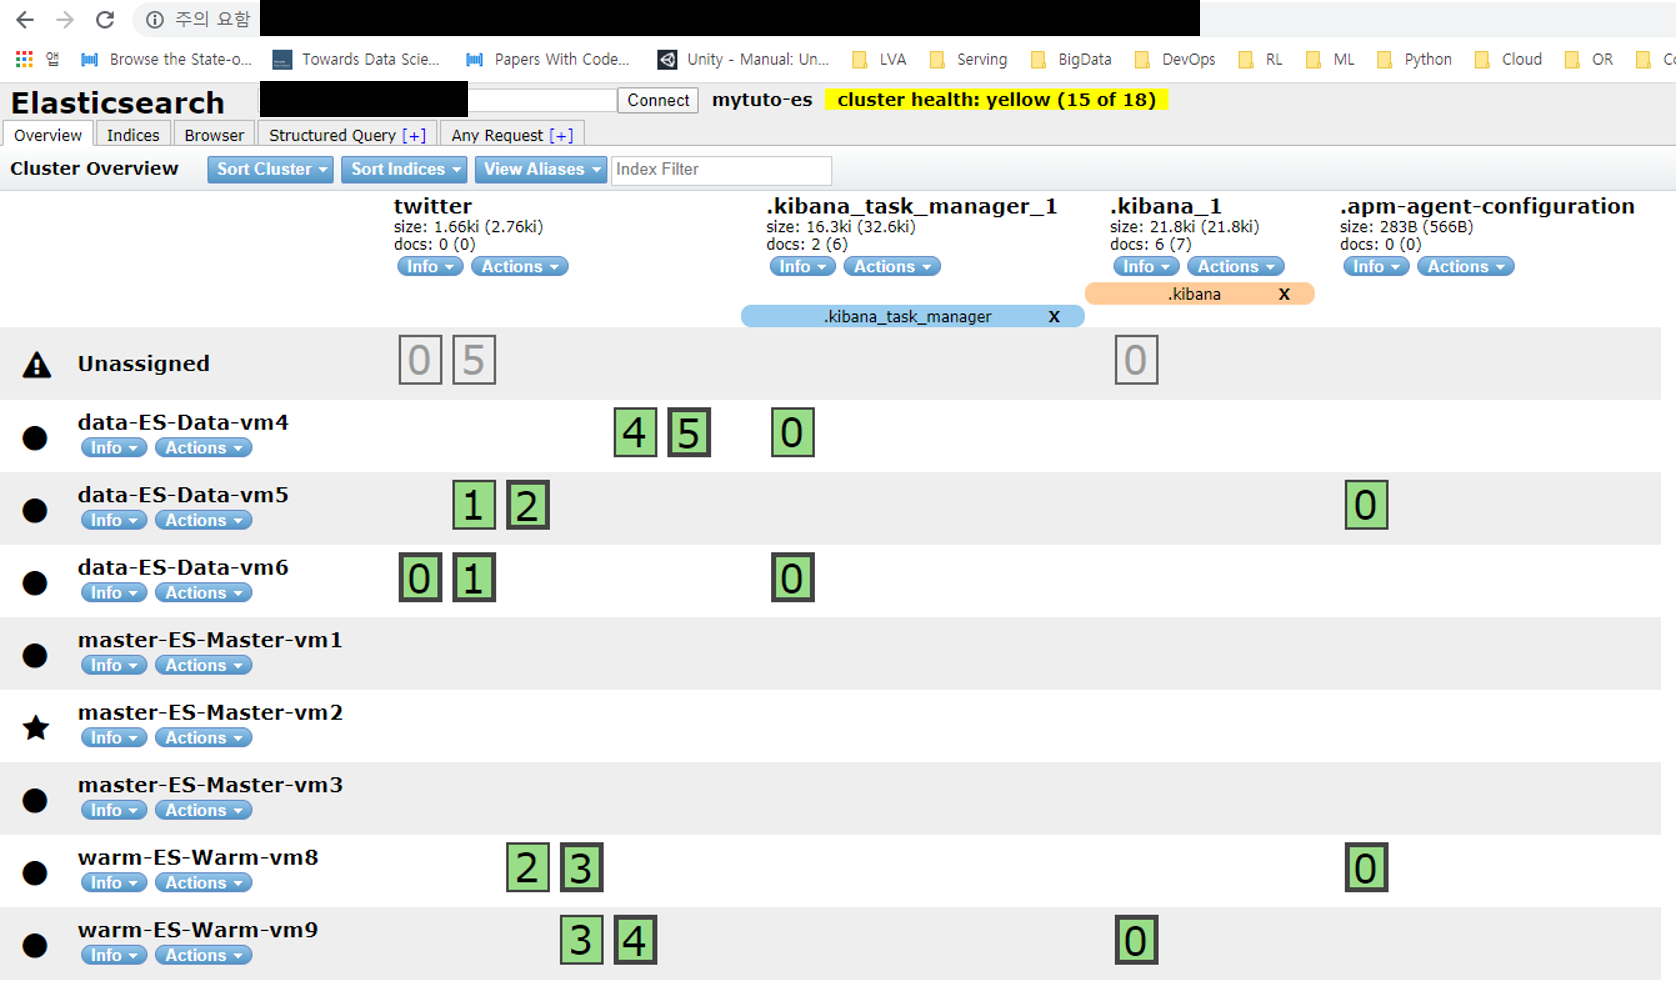 주의 요함
앱 Browse the State-o... Towards Data Scie... Papers With Code... Unity - Manual: Un... LVA Serving BigData DevOps RL ML Python Cloud OR
Elasticsearch Connect mytuto-es cluster health: yellow (15 of 18)
Overview Indices Browser Structured Query [+] Any Request [+]
Cluster Overview Sort Cluster Sort Indices View Aliases Index Filter
twitter .kibana_task_manager_1 .kibana_1 .apm-agent-configuration
size: 1.66ki (2.76ki) size: 16.3ki (32.6ki) size: 21.8ki (21.8ki) size: 283B (566B)
docs: 0 (0) docs: 2 (6) docs: 6 (7) docs: 0 (0)
Info Actions Info Actions Info Actions Info Actions
.kibana X
.kibana_task_manager X
Unassigned 0 5 0
data-ES-Data-vm4 4 5 0
Info Actions
data-ES-Data-vm5 1 2 0
Info Actions
data-ES-Data-vm6 0 1 0
Info Actions
master-ES-Master-vm1
Info Actions
master-ES-Master-vm2
Info Actions
master-ES-Master-vm3
Info Actions
warm-ES-Warm-vm8 2 3 0
Info Actions
warm-ES-Warm-vm9 3 4 0
Info Actions